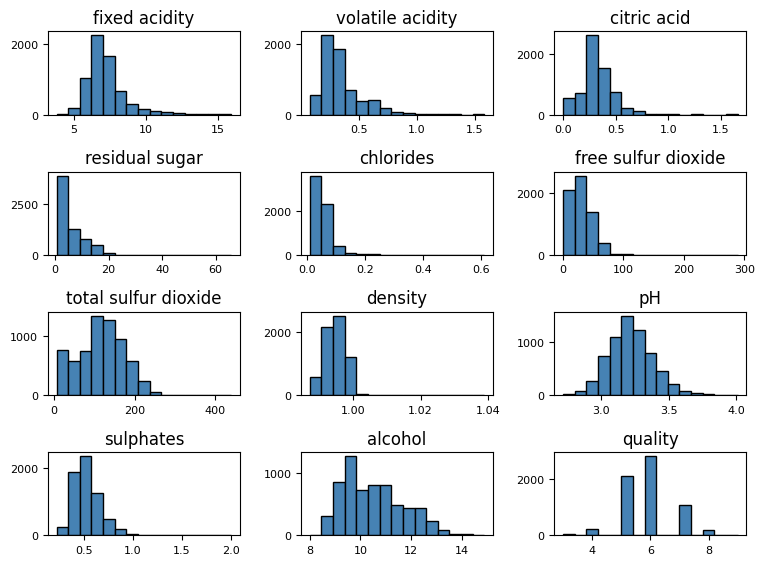 fixed acidity volatile acidity citric acid
2000 2000 2000
0 0 0
5 10 15 0.5 1.0 1.5 0.0 0.5 1.0 1.5
residual sugar chlorides free sulfur dioxide
2500 2000 2000
0 0 0
0 20 40 60 0.0 0.2 0.4 0.6 0 100 200 300
total sulfur dioxide density pH
1000 2000 1000
0 0 0
0 200 400 1.00 1.02 1.04 3.0 3.5 4.0
sulphates alcohol quality
2000 1000 2000
0 0 0
0.5 1.0 1.5 2.0 8 10 12 14 4 6 8